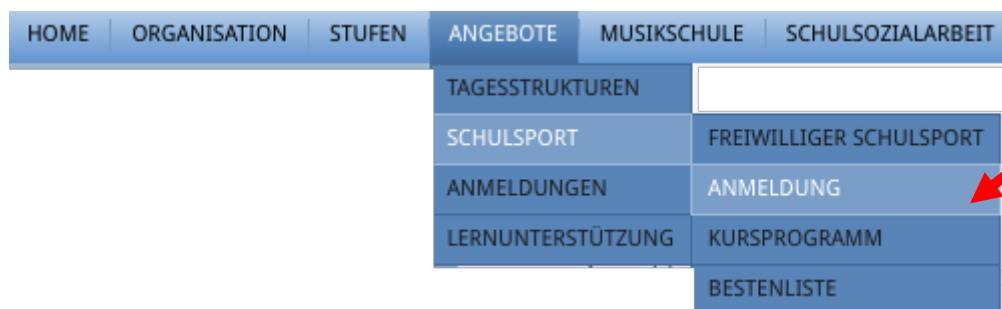 HOME ORGANISATION STUFEN ANGEBOTE MUSIKSCHULE SCHULSOZIALARBEIT
TAGESSTRUKTUREN
SCHULSPORT FREIWILLIGER SCHULSPORT
ANMELDUNGEN ANMELDUNG
LERNUNTERSTÜTZUNG KURSPROGRAMM
BESTENLISTE